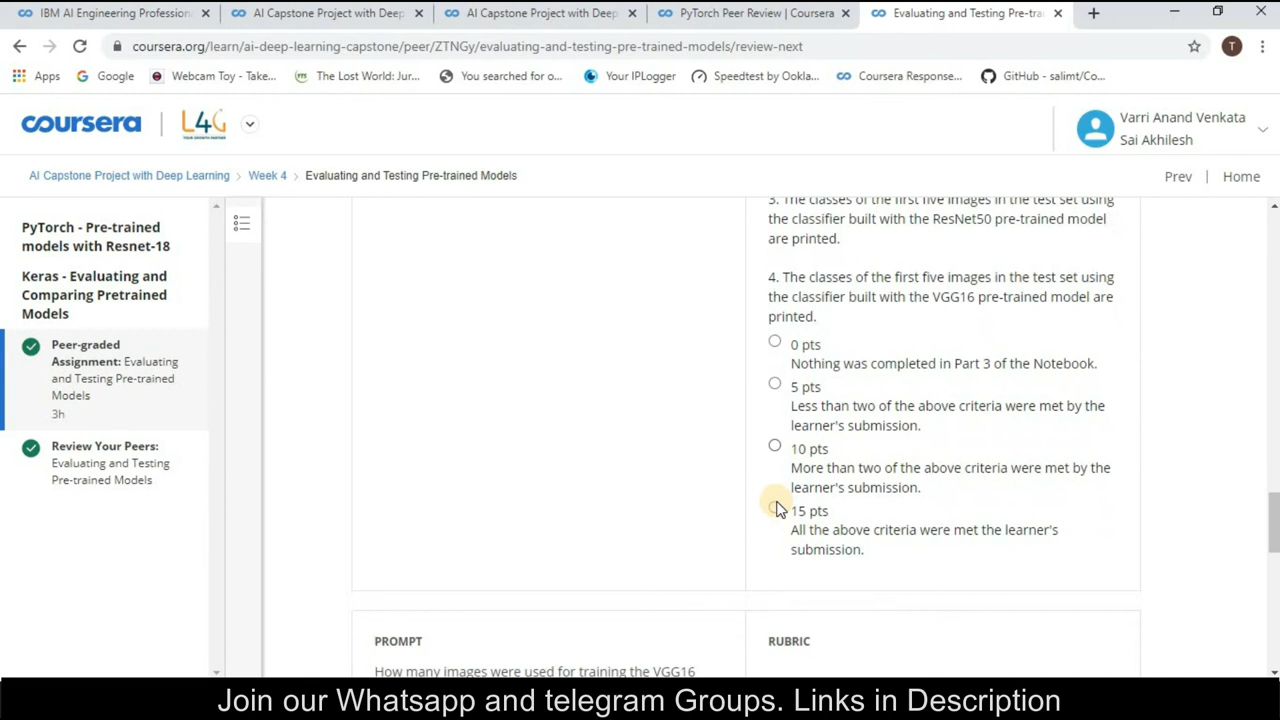 IBM AI Engineering Profession
AI Capstone Project with Deep
AI Capstone Project with Deep
PyTorch Peer Review | Coursera
Evaluating and Testing Pre-trai
coursera.org/learn/ai-deep-learning-capstone/peer/ZTNGy/evaluating-and-testing-pre-trained-models/review-next
T
Apps
Google
Webcam Toy - Take...
The Lost World: Jur...
You searched for o...
Your IPLogger
Speedtest by Ookla...
Coursera Response...
GitHub - salimt/Co...
coursera
L4G
Varri Anand Venkata
Sai Akhilesh
AI Capstone Project with Deep Learning > Week 4 > Evaluating and Testing Pre-trained Models
Prev | Home
PyTorch - Pre-trained
models with Resnet-18
Keras - Evaluating and
Comparing Pretrained
Models
Peer-graded
Assignment: Evaluating
and Testing Pre-trained
Models
3h
Review Your Peers:
Evaluating and Testing
Pre-trained Models
3. The classes of the first five images in the test set using
the classifier built with the ResNet50 pre-trained model
are printed.
4. The classes of the first five images in the test set using
the classifier built with the VGG16 pre-trained model are
printed.
0 pts
Nothing was completed in Part 3 of the Notebook.
5 pts
Less than two of the above criteria were met by the
learner's submission.
10 pts
More than two of the above criteria were met by the
learner's submission.
15 pts
All the above criteria were met the learner's
submission.
PROMPT
How many images were used for training the VGG16
RUBRIC
Join our Whatsapp and telegram Groups. Links in Description